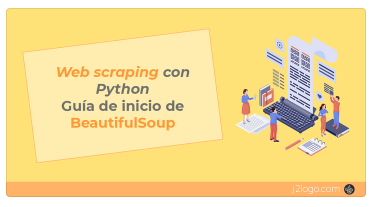 Web scraping con
Python
Guía de inicio de
BeautifulSoup
j2logo.com